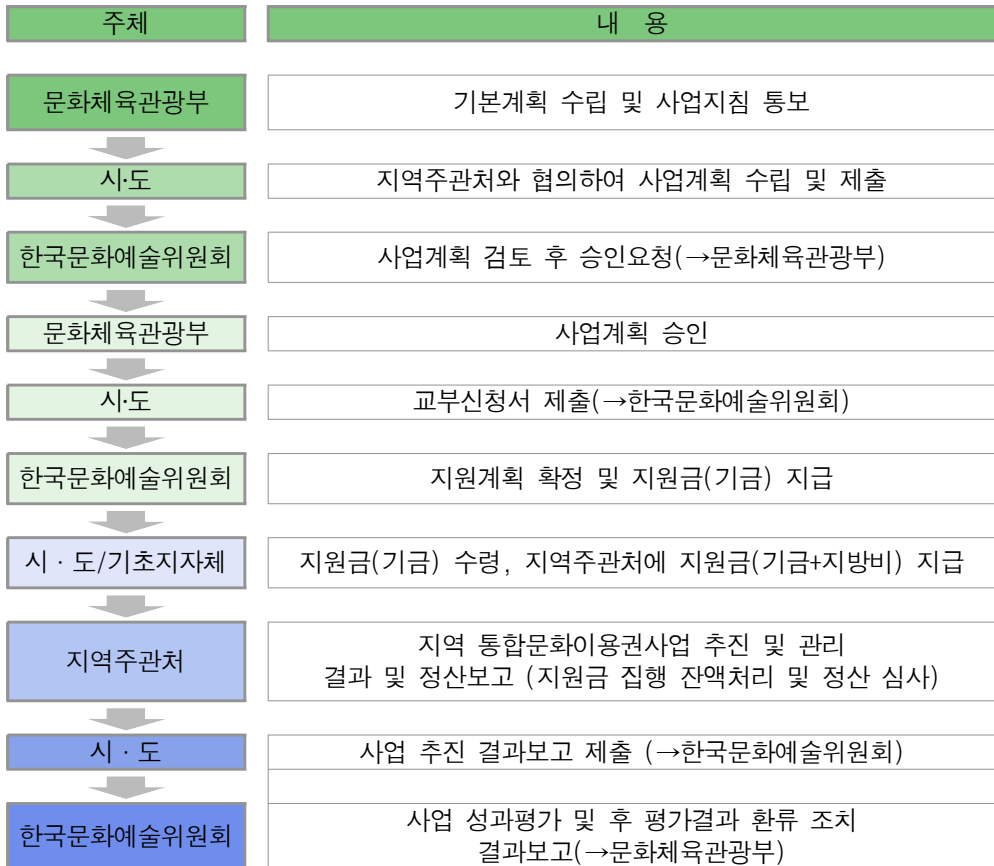 주체
내 용
문화체육관광부
기본계획 수립 및 사업지침 통보
시·도
지역주관처와 협의하여 사업계획 수립 및 제출
한국문화예술위원회
사업계획 검토 후 승인요청(→문화체육관광부)
문화체육관광부
사업계획 승인
시·도
교부신청서 제출(→한국문화예술위원회)
한국문화예술위원회
지원계획 확정 및 지원금(기금) 지급
시 · 도/기초지자체
지원금(기금) 수령, 지역주관처에 지원금(기금+지방비) 지급
지역주관처
지역 통합문화이용권사업 추진 및 관리
결과 및 정산보고 (지원금 집행 잔액처리 및 정산 심사)
시 · 도
사업 추진 결과보고 제출 (→한국문화예술위원회)
한국문화예술위원회
사업 성과평가 및 후 평가결과 환류 조치
결과보고(→문화체육관광부)